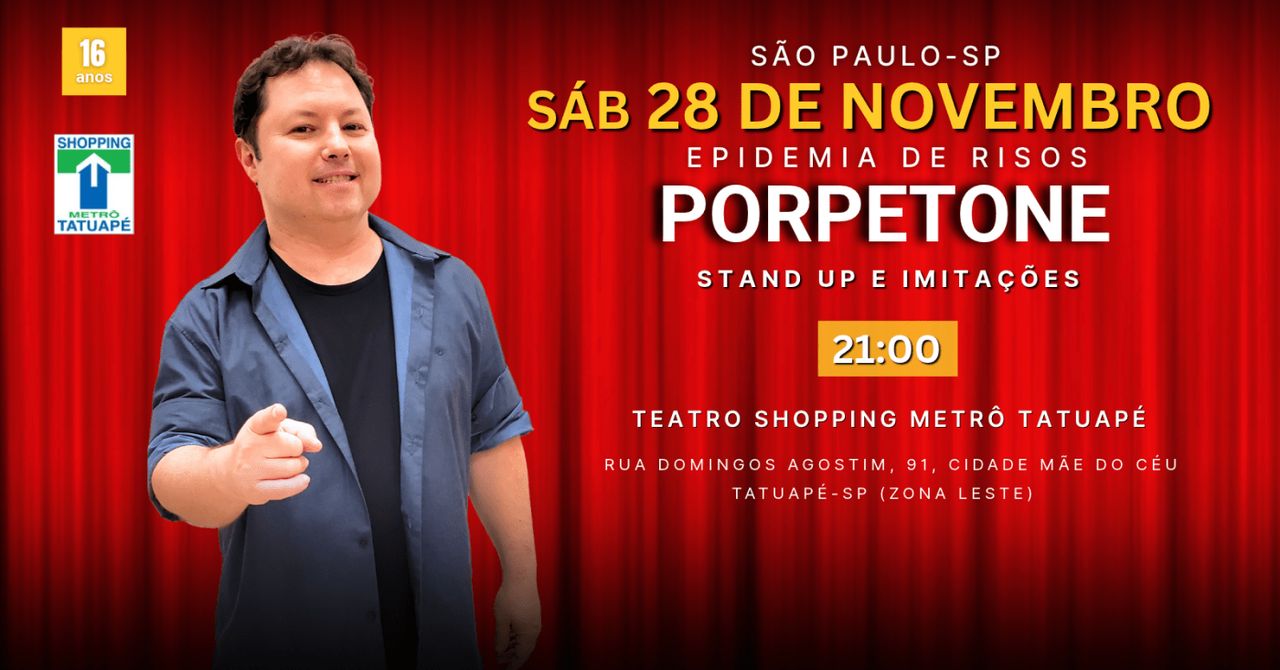 16
anos
SHOPPING
METRÔ
TATUAPÉ
SÃO PAULO-SP
SÁB 28 DE NOVEMBRO
EPIDEMIA DE RISOS
PORPETONE
STAND UP E IMITAÇÕES
21:00
TEATRO SHOPPING METRÔ TATUAPÉ
RUA DOMINGOS AGOSTIM, 91, CIDADE MÃE DO CÉU
TATUAPÉ-SP (ZONA LESTE)